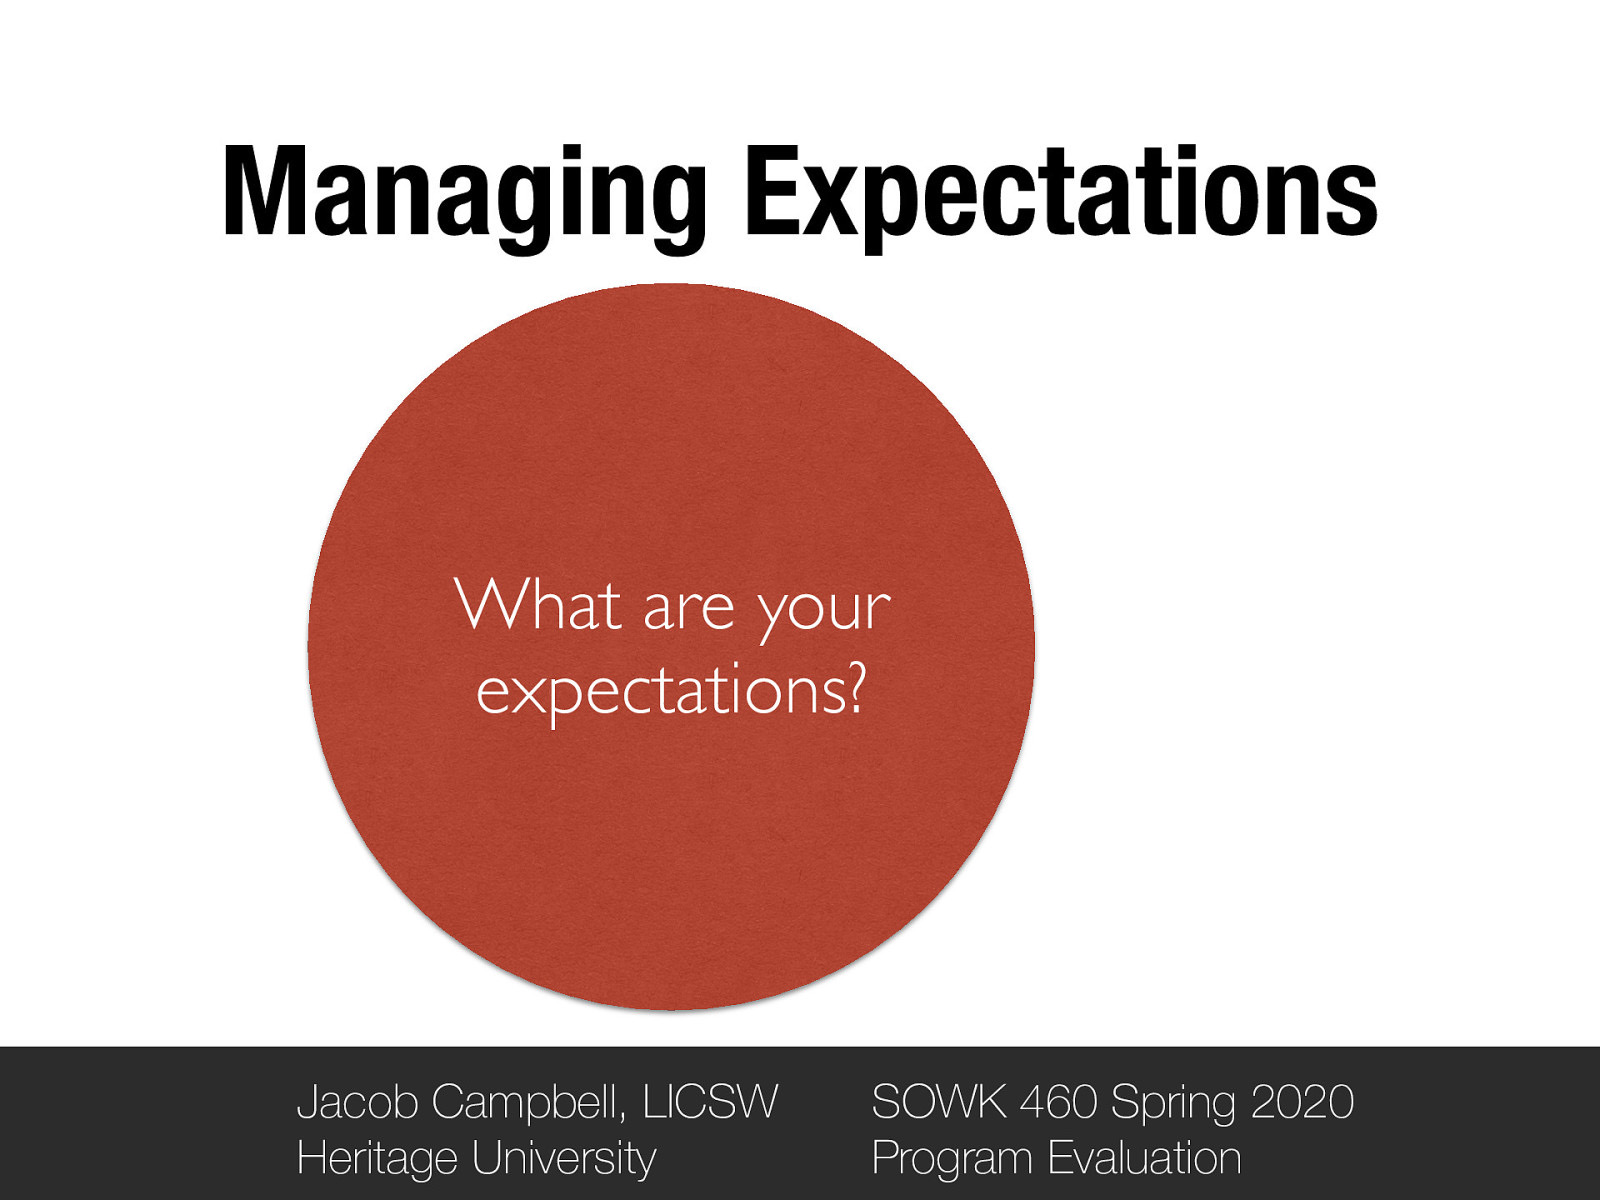 Managing Expectations
What are your
expectations?
Jacob Campbell, LICSW
Heritage University
SOWK 460 Spring 2020
Program Evaluation